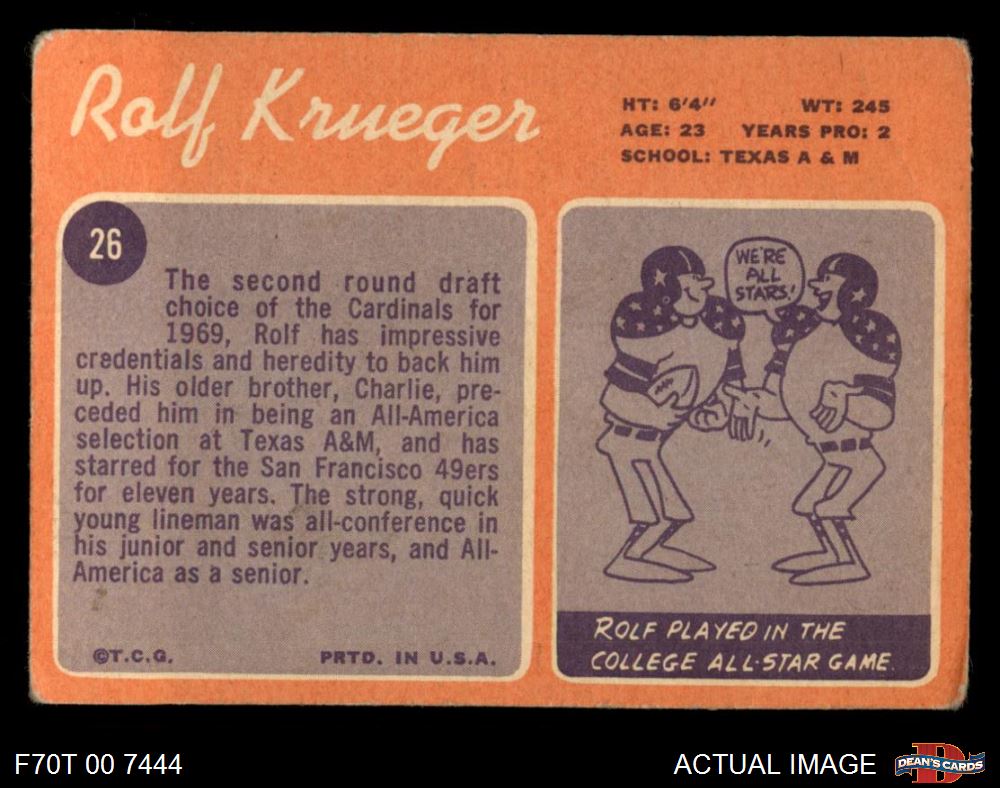 Rolf Krueger
HT: 6'4" WT: 245
AGE: 23 YEARS PRO: 2
SCHOOL: TEXAS A & M
26
The second round draft
choice of the Cardinals for
1969, Rolf has impressive
credentials and heredity to back him
up. His older brother, Charlie, pre-
ceded him in being an All-America
selection at Texas A&M, and has
starred for the San Francisco 49ers
for eleven years. The strong, quick
young lineman was all-conference in
his junior and senior years, and All-
America as a senior.
©T.C.G. PRTD. IN U.S.A.
WE'RE
ALL
STARS!
ROLF PLAYED IN THE
COLLEGE ALL-STAR GAME.
F70T 00 7444
ACTUAL IMAGE
DEAN'S CARDS